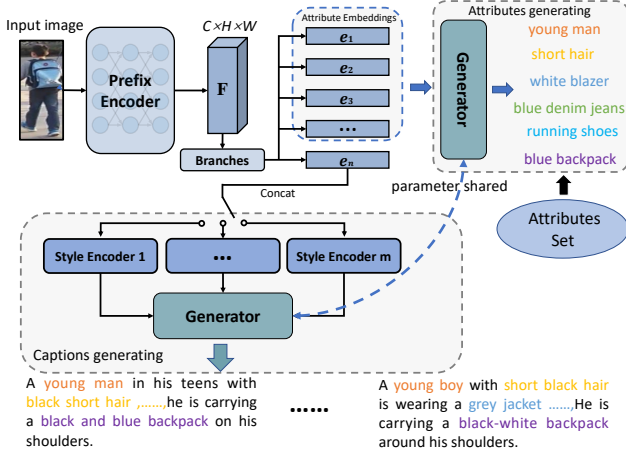 Input image
Prefix
Encoder
C×H×W
F
Branches
Attribute Embeddings
e1
e2
e3
...
en
Concat
Generator
parameter shared
Attributes generating
young man
short hair
white blazer
blue denim jeans
running shoes
blue backpack
Attributes
Set
Style Encoder 1
...
Style Encoder m
Generator
Captions generating
A young man in his teens with
black short hair ,……,he is carrying
a black and blue backpack on his
shoulders.
……
A young boy with short black hair
is wearing a grey jacket ……,He is
carrying a black-white backpack
around his shoulders.